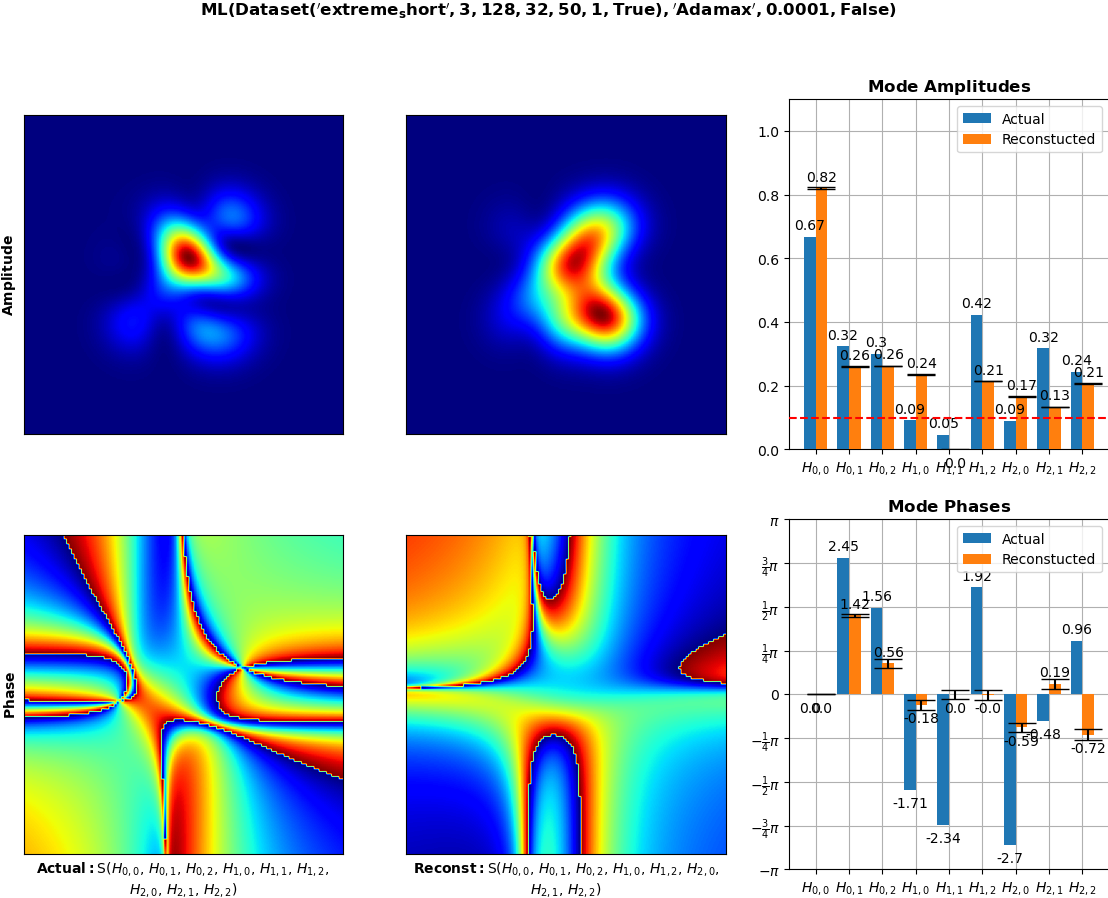 ML(Dataset('extreme_short', 3, 128, 32, 50, 1, True), 'Adamax', 0.0001, False)
Amplitude
Mode Amplitudes
Actual
Reconstucted
1.0
0.8
0.6
0.4
0.2
0.0
0.67
0.82
0.32
0.26
0.3
0.26
0.09
0.24
0.05
0.0
0.42
0.21
0.09
0.17
0.32
0.13
0.24
0.21
H0,0 H0,1 H0,2 H1,0 H1,1 H1,2 H2,0 H2,1 H2,2
Phase
Mode Phases
Actual
Reconstucted
π
3/4π
1/2π
1/4π
0
−1/4π
−1/2π
−3/4π
−π
0.0
0.0
2.45
1.42
1.56
0.56
-1.71
-0.18
-2.34
0.0
1.92
-0.0
-2.7
-0.59
-0.48
0.19
0.96
-0.72
H0,0 H0,1 H0,2 H1,0 H1,1 H1,2 H2,0 H2,1 H2,2
Actual: S(H0,0, H0,1, H0,2, H1,0, H1,1, H1,2,
H2,0, H2,1, H2,2)
Reconst: S(H0,0, H0,1, H0,2, H1,0, H1,2, H2,0,
H2,1, H2,2)